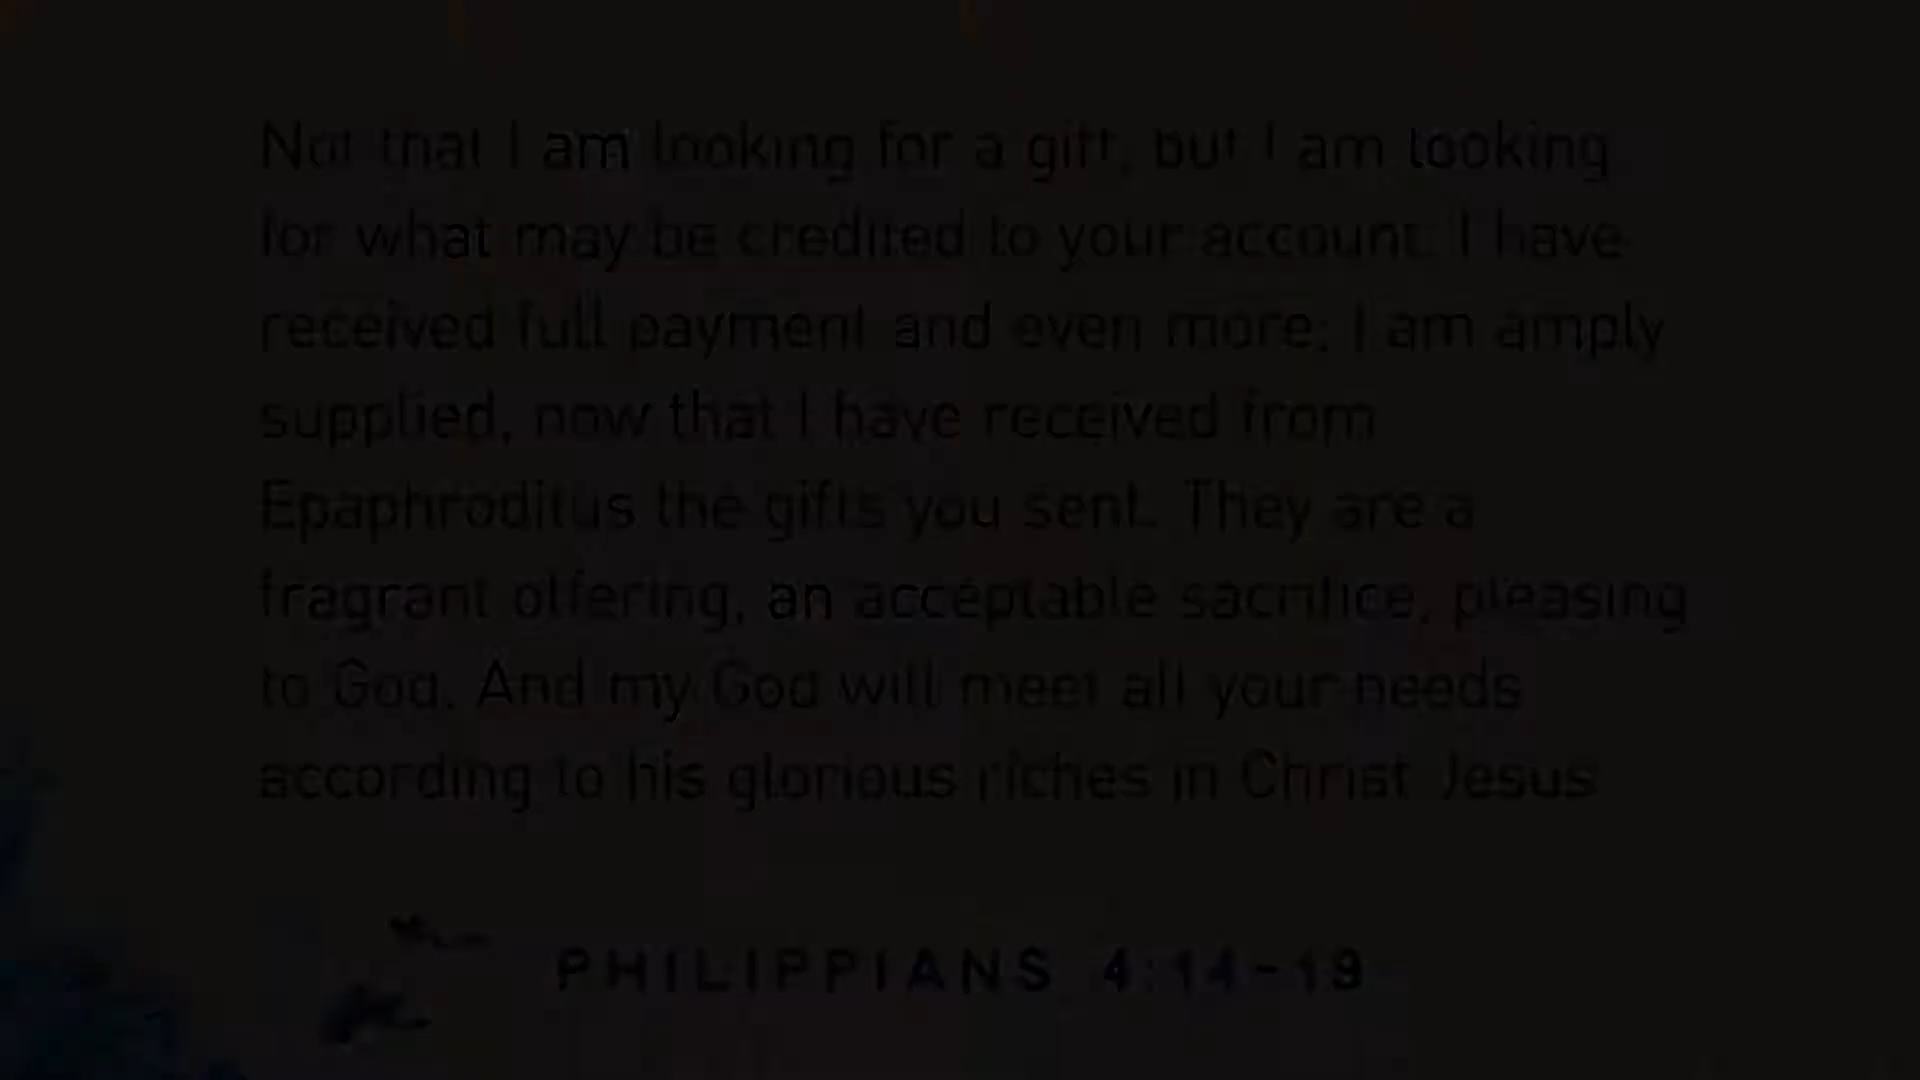 Not that I am looking for a gift, but I am looking
for what may be credited to your account. I have
received full payment and even more; I am amply
supplied, now that I have received from
Epaphroditus the gifts you sent. They are a
fragrant offering, an acceptable sacrifice, pleasing
to God. And my God will meet all your needs
according to his glorious riches in Christ Jesus
PHILIPPIANS 4:14-19